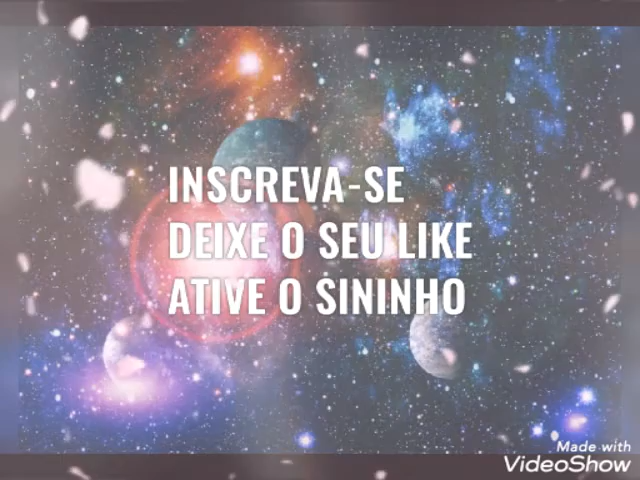 INSCREVA-SE
DEIXE O SEU LIKE
ATIVE O SININHO
Made with
VideoShow